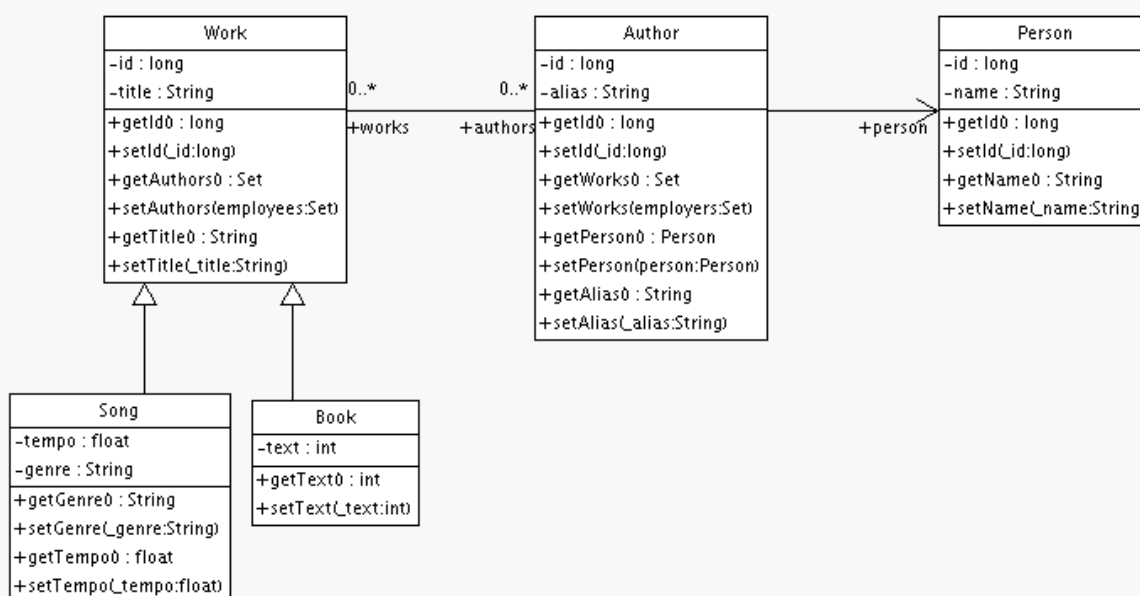 Work
-id : long
-title : String
+getId() : long
+setId(_id:long)
+getAuthors() : Set
+setAuthors(employees:Set)
+getTitle() : String
+setTitle(_title:String)
0..*
+works
0..*
+authors
Author
-id : long
-alias : String
+getId() : long
+setId(_id:long)
+getWorks() : Set
+setWorks(employers:Set)
+getPerson() : Person
+setPerson(person:Person)
+getAlias() : String
+setAlias(_alias:String)
+person
Person
-id : long
-name : String
+getId() : long
+setId(_id:long)
+getName() : String
+setName(_name:String
Song
-tempo : float
-genre : String
+getGenre() : String
+setGenre(_genre:String)
+getTempo() : float
+setTempo(_tempo:float)
Book
-text : int
+getText() : int
+setText(_text:int)